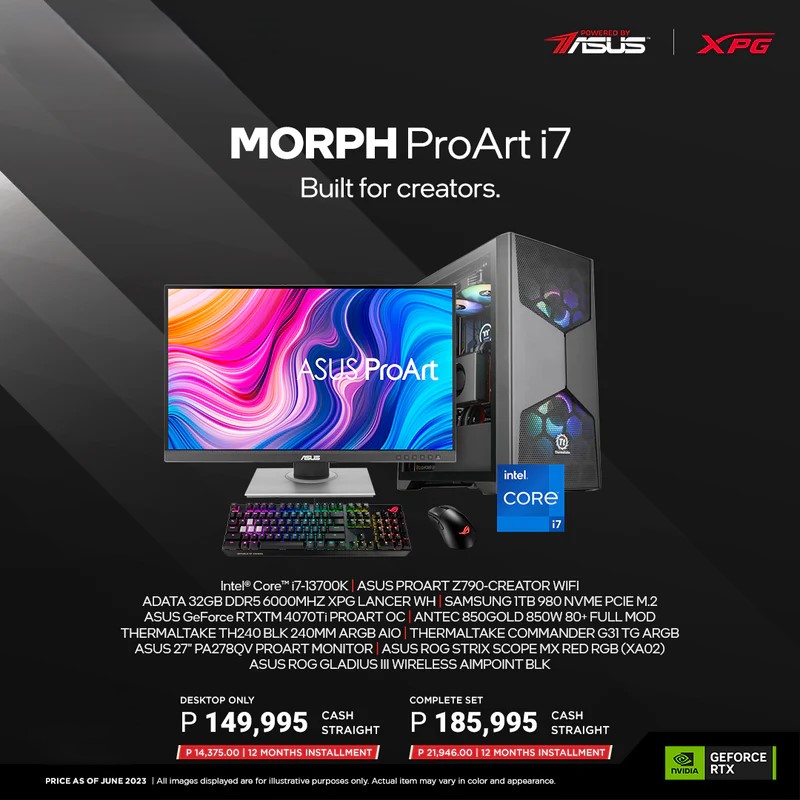 POWERED BY
ASUS
XPG
MORPH ProArt i7
Built for creators.
ASUS ProArt
ASUS
intel.
CORE
i7
Intel® Core™ i7-13700K | ASUS PROART Z790-CREATOR WIFI
ADATA 32GB DDR5 6000MHZ XPG LANCER WH | SAMSUNG 1TB 980 NVME PCIE M.2
ASUS GeForce RTXTM 4070Ti PROART OC | ANTEC 850GOLD 850W 80+ FULL MOD
THERMALTAKE TH240 BLK 240MM ARGB AIO | THERMALTAKE COMMANDER G31 TG ARGB
ASUS 27" PA278QV PROART MONITOR | ASUS ROG STRIX SCOPE MX RED RGB (XA02)
ASUS ROG GLADIUS III WIRELESS AIMPOINT BLK
DESKTOP ONLY
P 149,995 CASH STRAIGHT
P 14,375.00 | 12 MONTHS INSTALLMENT
COMPLETE SET
P 185,995 CASH STRAIGHT
P 21,946.00 | 12 MONTHS INSTALLMENT
NVIDIA
GEFORCE
RTX
PRICE AS OF JUNE 2023 | All images displayed are for illustrative purposes only. Actual item may vary in color and appearance.